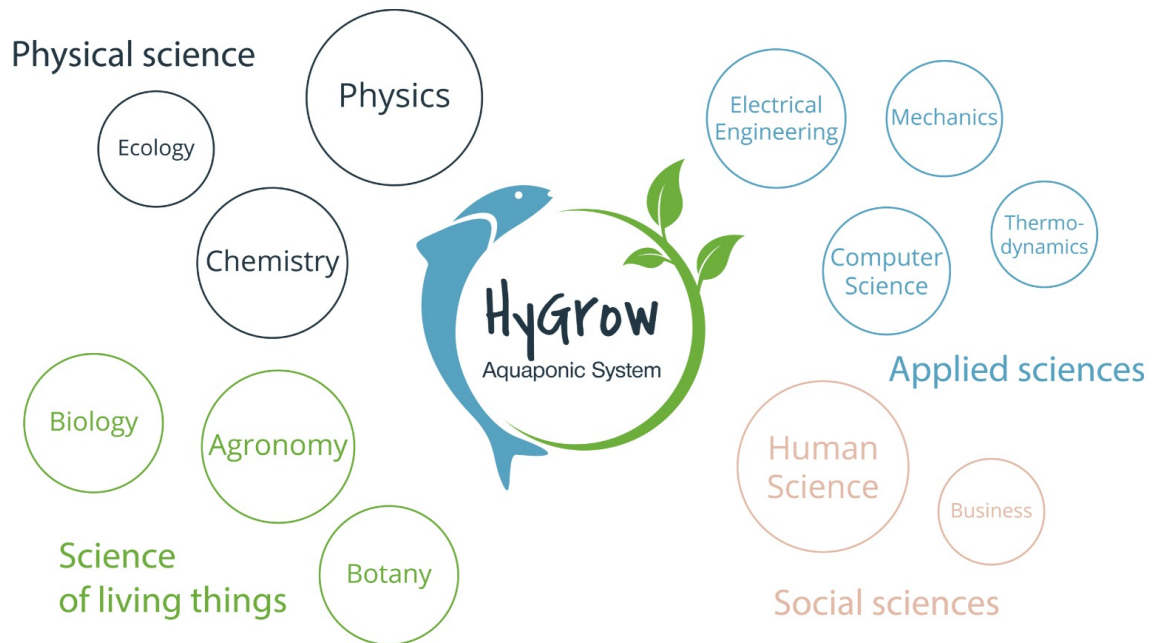 Physical science
Physics
Ecology
Chemistry
Electrical
Engineering
Mechanics
Thermo-
dynamics
Computer
Science
Applied sciences
HyGrow
Aquaponic System
Biology
Agronomy
Botany
Science
of living things
Human
Science
Business
Social sciences